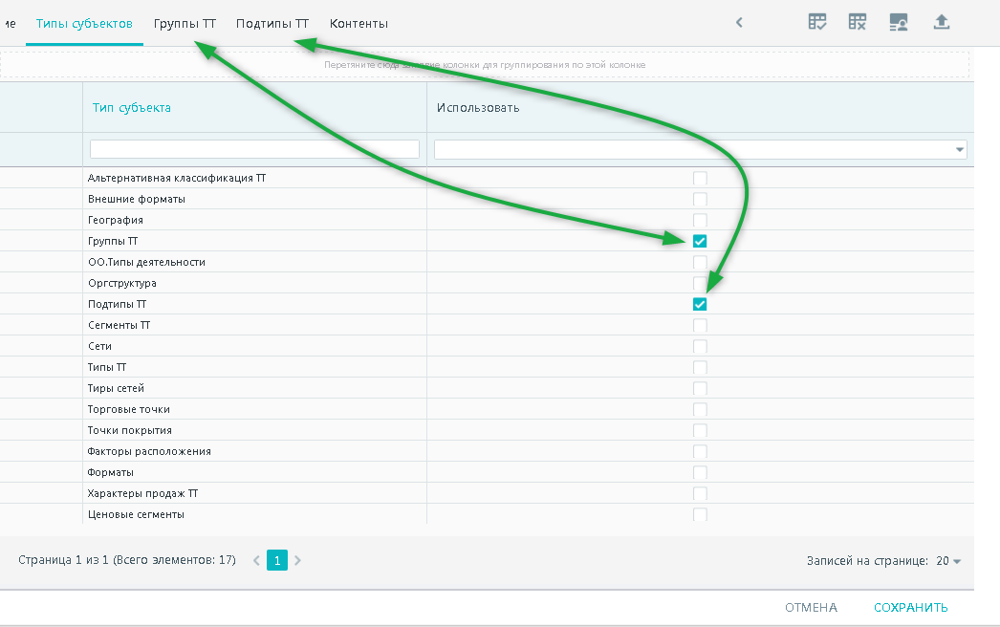 ие Типы субъектов Группы ТТ Подтипы ТТ Контенты
Перетяните сюда колонки для группирования по этой колонке
Тип субъекта Использовать
Альтернативная классификация ТТ
Внешние форматы
География
Группы ТТ
ОО.Типы деятельности
Оргструктура
Подтипы ТТ
Сегменты ТТ
Сети
Типы ТТ
Тиры сетей
Торговые точки
Точки покрытия
Факторы расположения
Форматы
Характеры продаж ТТ
Ценовые сегменты
Страница 1 из 1 (Всего элементов: 17) 1 Записей на странице: 20
ОТМЕНА СОХРАНИТЬ